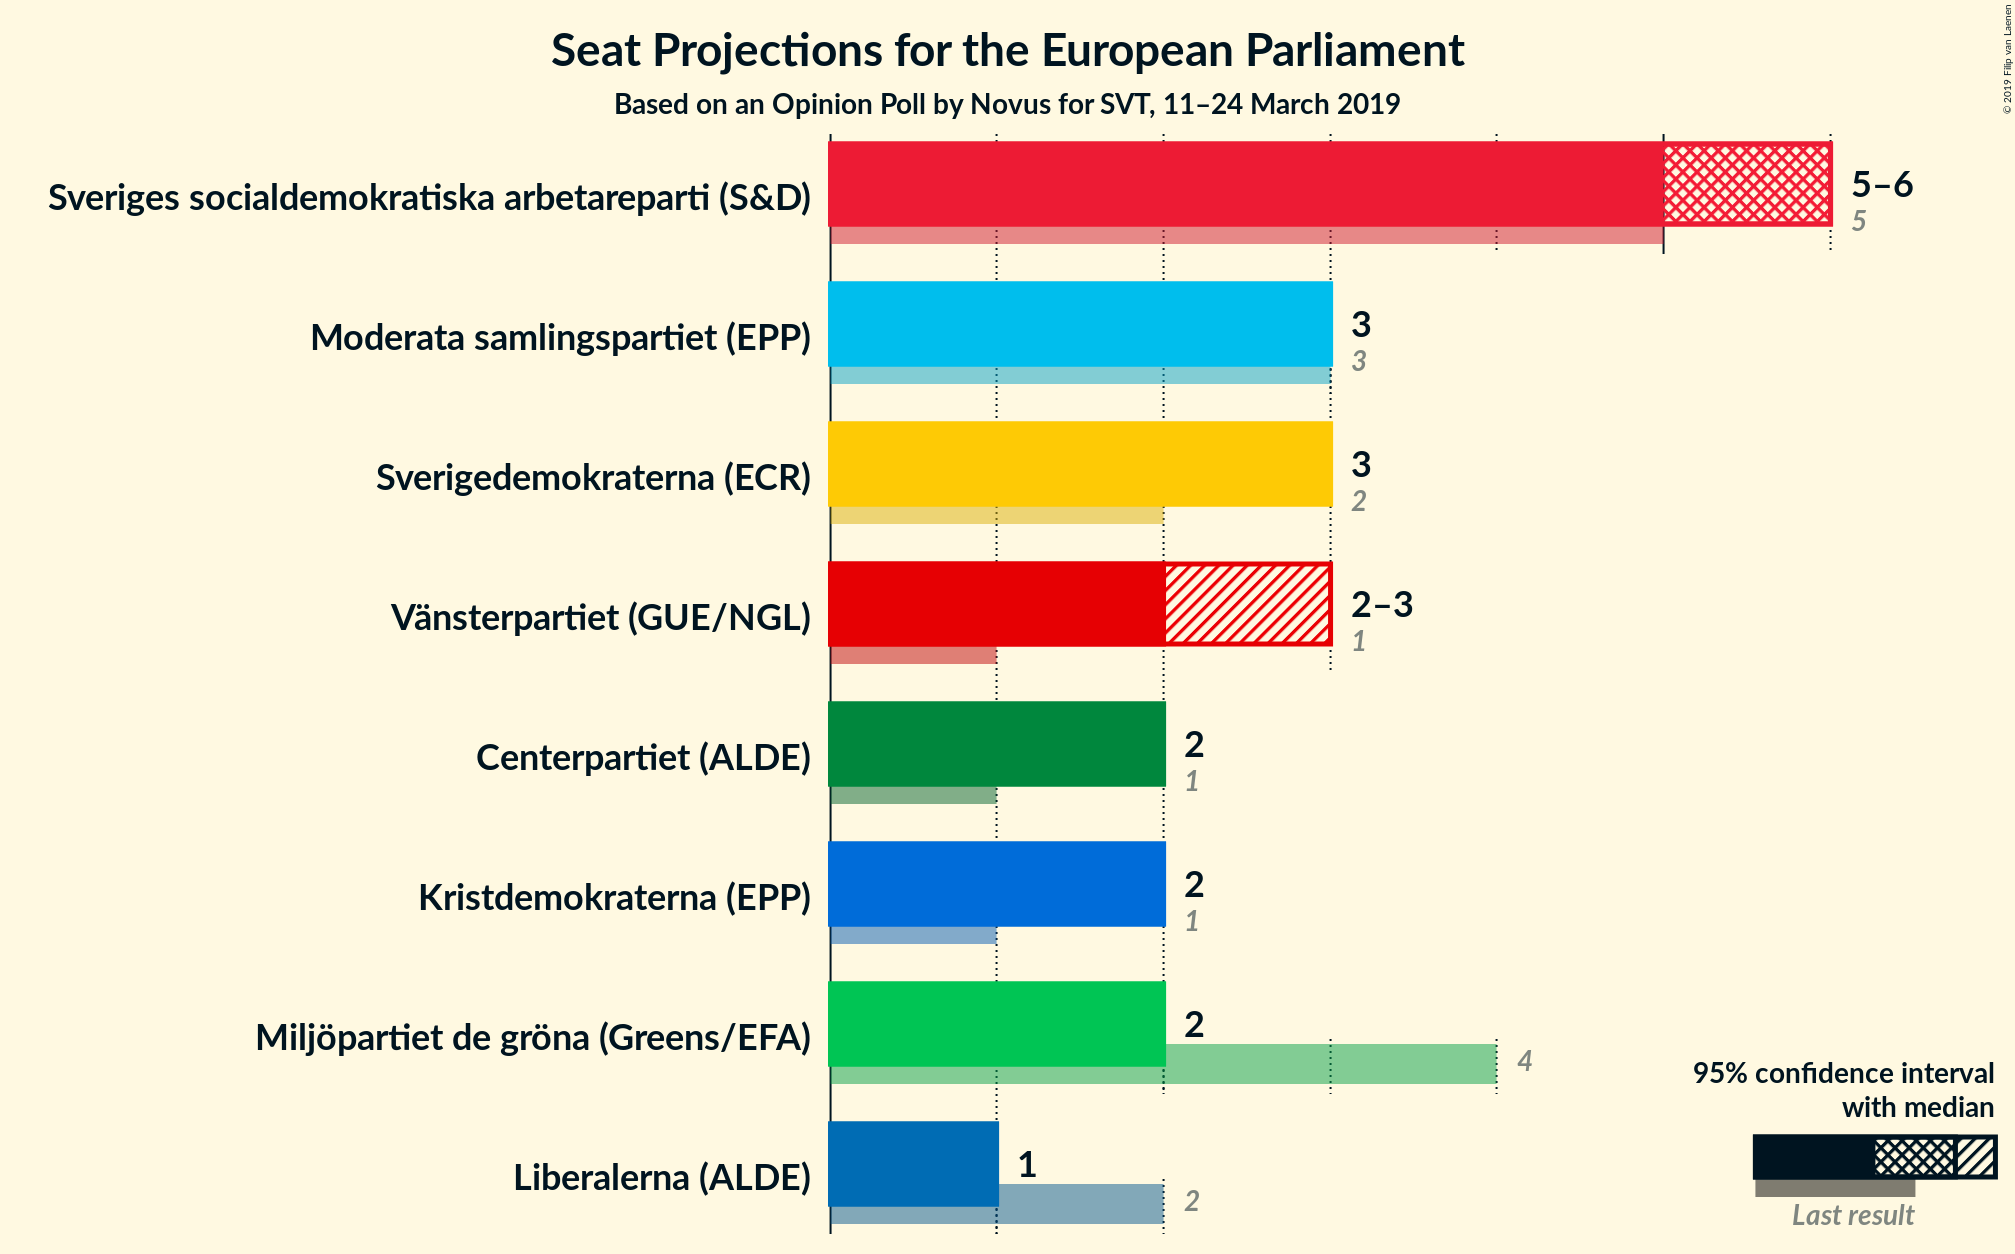 Seat Projections for the European Parliament
Based on an Opinion Poll by Novus for SVT, 11–24 March 2019
© 2019 Filip van Laenen
Sveriges socialdemokratiska arbetareparti (S&D)
5–6
5
Moderata samlingspartiet (EPP)
3
3
Sverigedemokraterna (ECR)
3
2
Vänsterpartiet (GUE/NGL)
2–3
1
Centerpartiet (ALDE)
2
1
Kristdemokraterna (EPP)
2
1
Miljöpartiet de gröna (Greens/EFA)
2
4
Liberalerna (ALDE)
1
2
95% confidence interval
with median
Last result